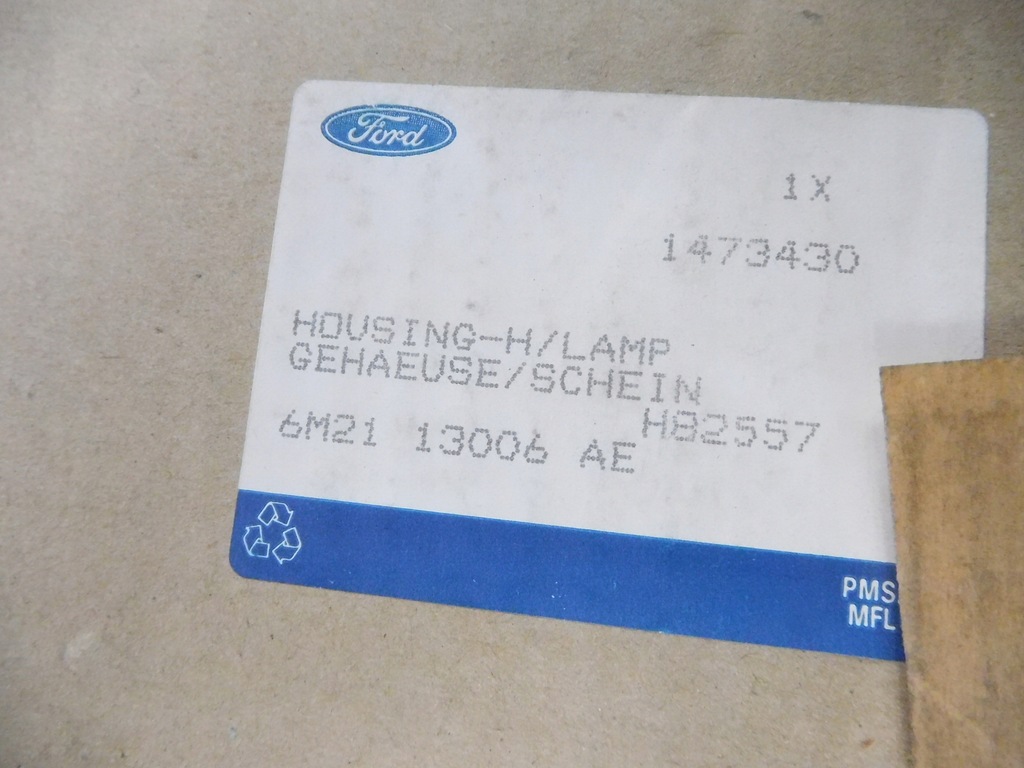 Ford
1X
1473430
HOUSING-H/LAMP
GEHAEUSE/SCHEIN
H82557
6M21 13006 AE
PMS
MFL